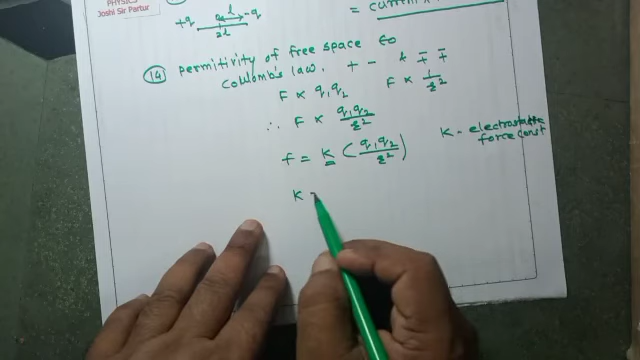 PHYSICS
Joshi Sir Partur
+q 2l -q
2l
(14) Permitivity of free space ε0
Coulomb's law. + -
F ∝ q1q2 F ∝ 1/r²
∴ F ∝ q1q2/r²
F = K (q1q2/r²)
K - electrostatic
force const
K =